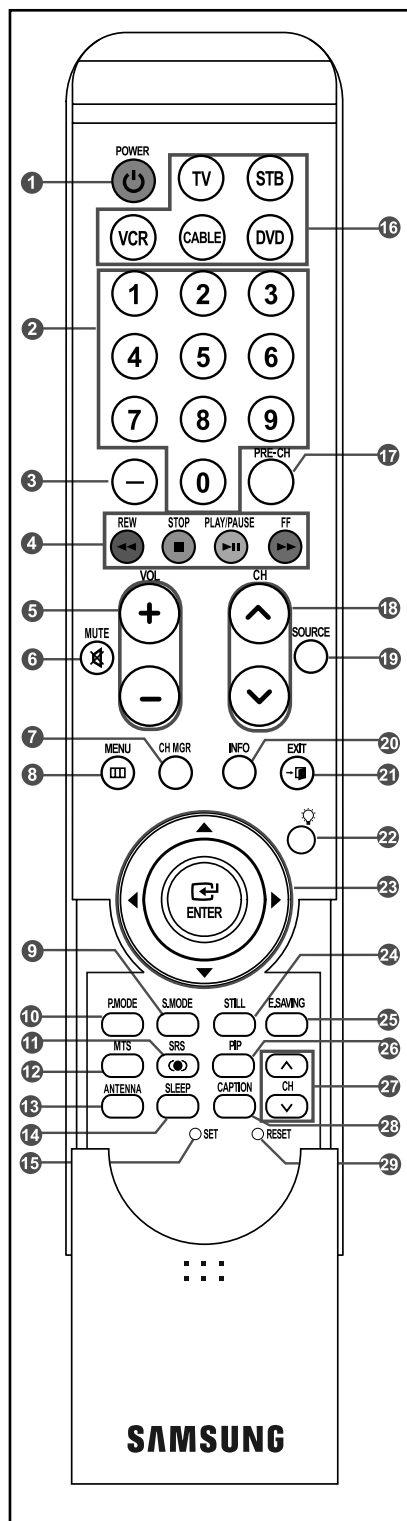 POWER
1
TV
STB
VCR
CABLE
DVD
16
1
2
3
2
4
5
6
7
8
9
PRE-CH
17
3
—
0
REW
STOP
PLAY/PAUSE
FF
4
VOL
CH
5
+
18
MUTE
SOURCE
6
19
−
7
MENU
CH MGR
INFO
EXIT
20
8
21
22
ENTER
23
9
24
P.MODE
S.MODE
STILL
E.SAVING
10
25
11
MTS
SRS
PIP
26
12
CH
27
ANTENNA
SLEEP
CAPTION
13
28
14
SET
RESET
15
29
SAMSUNG